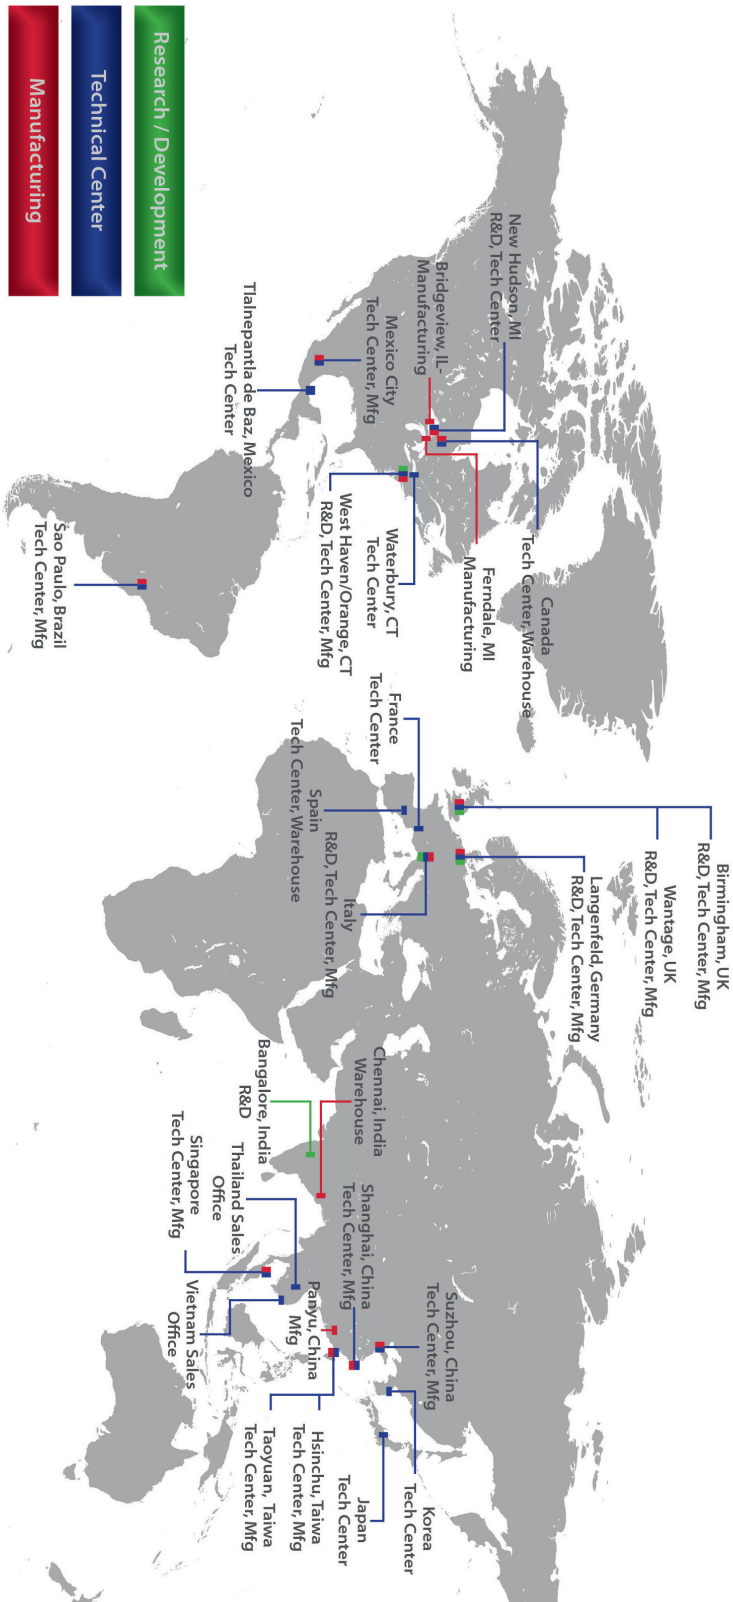 New Hudson, MI
R&D, Tech Center
Bridgeview, IL-
Manufacturing
Mexico City
Tech Center, Mfg
Tlalnepantla de Baz, Mexico
Tech Center
Canada
Tech Center, Warehouse
Ferndale, MI
Manufacturing
Waterbury, CT
Tech Center
West Haven/Orange, CT
R&D, Tech Center, Mfg
Sao Paulo, Brazil
Tech Center, Mfg
Birmingham, UK
R&D, Tech Center, Mfg
Wantage, UK
R&D, Tech Center, Mfg
Langenfeld, Germany
R&D, Tech Center, Mfg
France
Tech Center
Spain
Tech Center, Warehouse
Italy
R&D, Tech Center, Mfg
Chennai, India
Warehouse
Bangalore, India
R&D
Thailand Sales
Office
Singapore
Tech Center, Mfg
Vietnam Sales
Office
Shanghai, China
Tech Center, Mfg
Panyu, China
Mfg
Suzhou, China
Tech Center, Mfg
Korea
Tech Center
Japan
Tech Center
Hsinchu, Taiwa
Tech Center, Mfg
Taoyuan, Taiwa
Tech Center, Mfg
Research / Development
Technical Center
Manufacturing